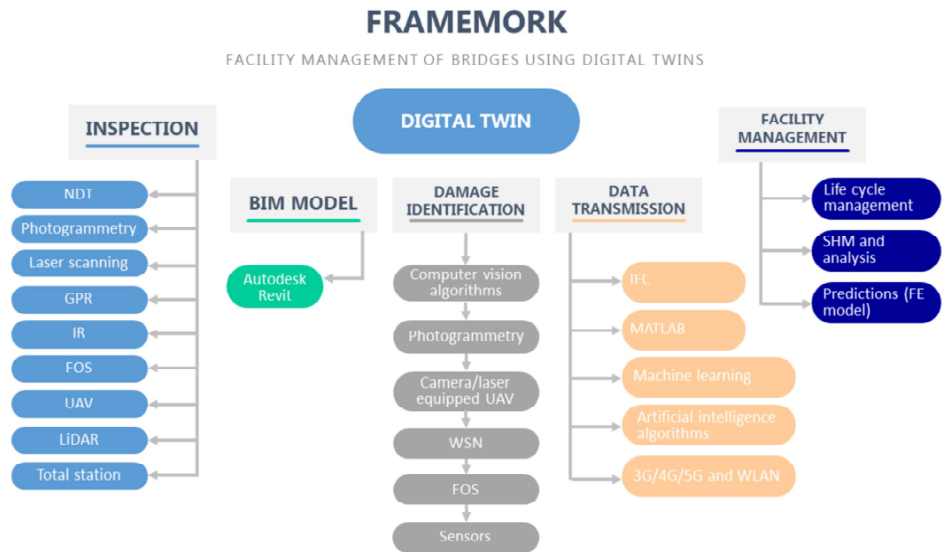 FRAMEMORK
FACILITY MANAGEMENT OF BRIDGES USING DIGITAL TWINS
DIGITAL TWIN
INSPECTION
NDT
Photogrammetry
Laser scanning
GPR
IR
FOS
UAV
LiDAR
Total station
BIM MODEL
Autodesk
Revit
DAMAGE
IDENTIFICATION
Computer vision
algorithms
Photogrammetry
Camera/laser
equipped UAV
WSN
FOS
Sensors
DATA
TRANSMISSION
IFC
MATLAB
Machine learning
Artificial intelligence
algorithms
3G/4G/5G and WLAN
FACILITY
MANAGEMENT
Life cycle
management
SHM and
analysis
Predictions (FE
model)